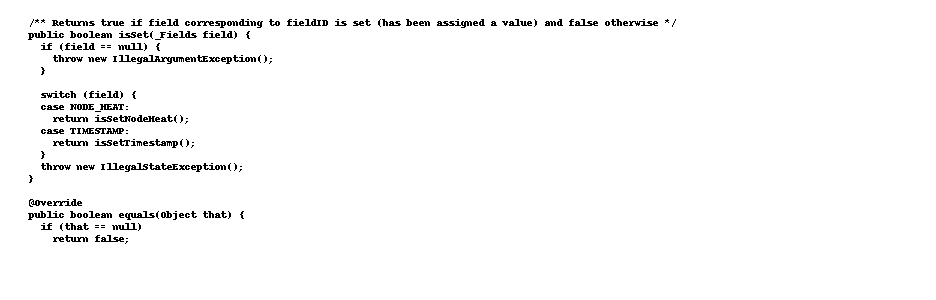 /** Returns true if field corresponding to fieldID is set (has been assigned a value) and false otherwise */
public boolean isSet(_Fields field) {
  if (field == null) {
    throw new IllegalArgumentException();
  }

  switch (field) {
  case NODE_HEAT:
    return isSetNodeHeat();
  case TIMESTAMP:
    return isSetTimestamp();
  }
  throw new IllegalStateException();
}

@Override
public boolean equals(Object that) {
  if (that == null)
    return false;